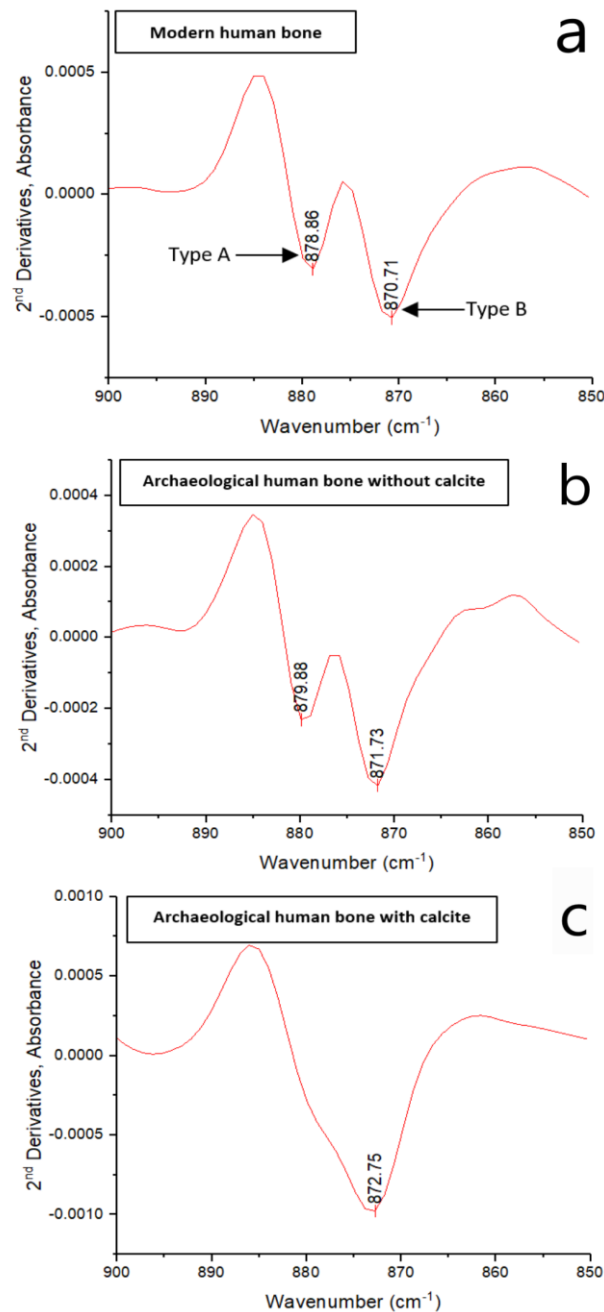 Modern human bone
a
0.0005
0.0000
-0.0005
2nd Derivatives, Absorbance
Type A
878.86
870.71
Type B
900 890 880 870 860 850
Wavenumber (cm-1)
Archaeological human bone without calcite
b
0.0004
0.0002
0.0000
-0.0002
-0.0004
2nd Derivatives, Absorbance
879.88
871.73
900 890 880 870 860 850
Wavenumber (cm-1)
Archaeological human bone with calcite
c
0.0010
0.0005
0.0000
-0.0005
-0.0010
2nd Derivatives, Absorbance
872.75
900 890 880 870 860 850
Wavenumber (cm-1)